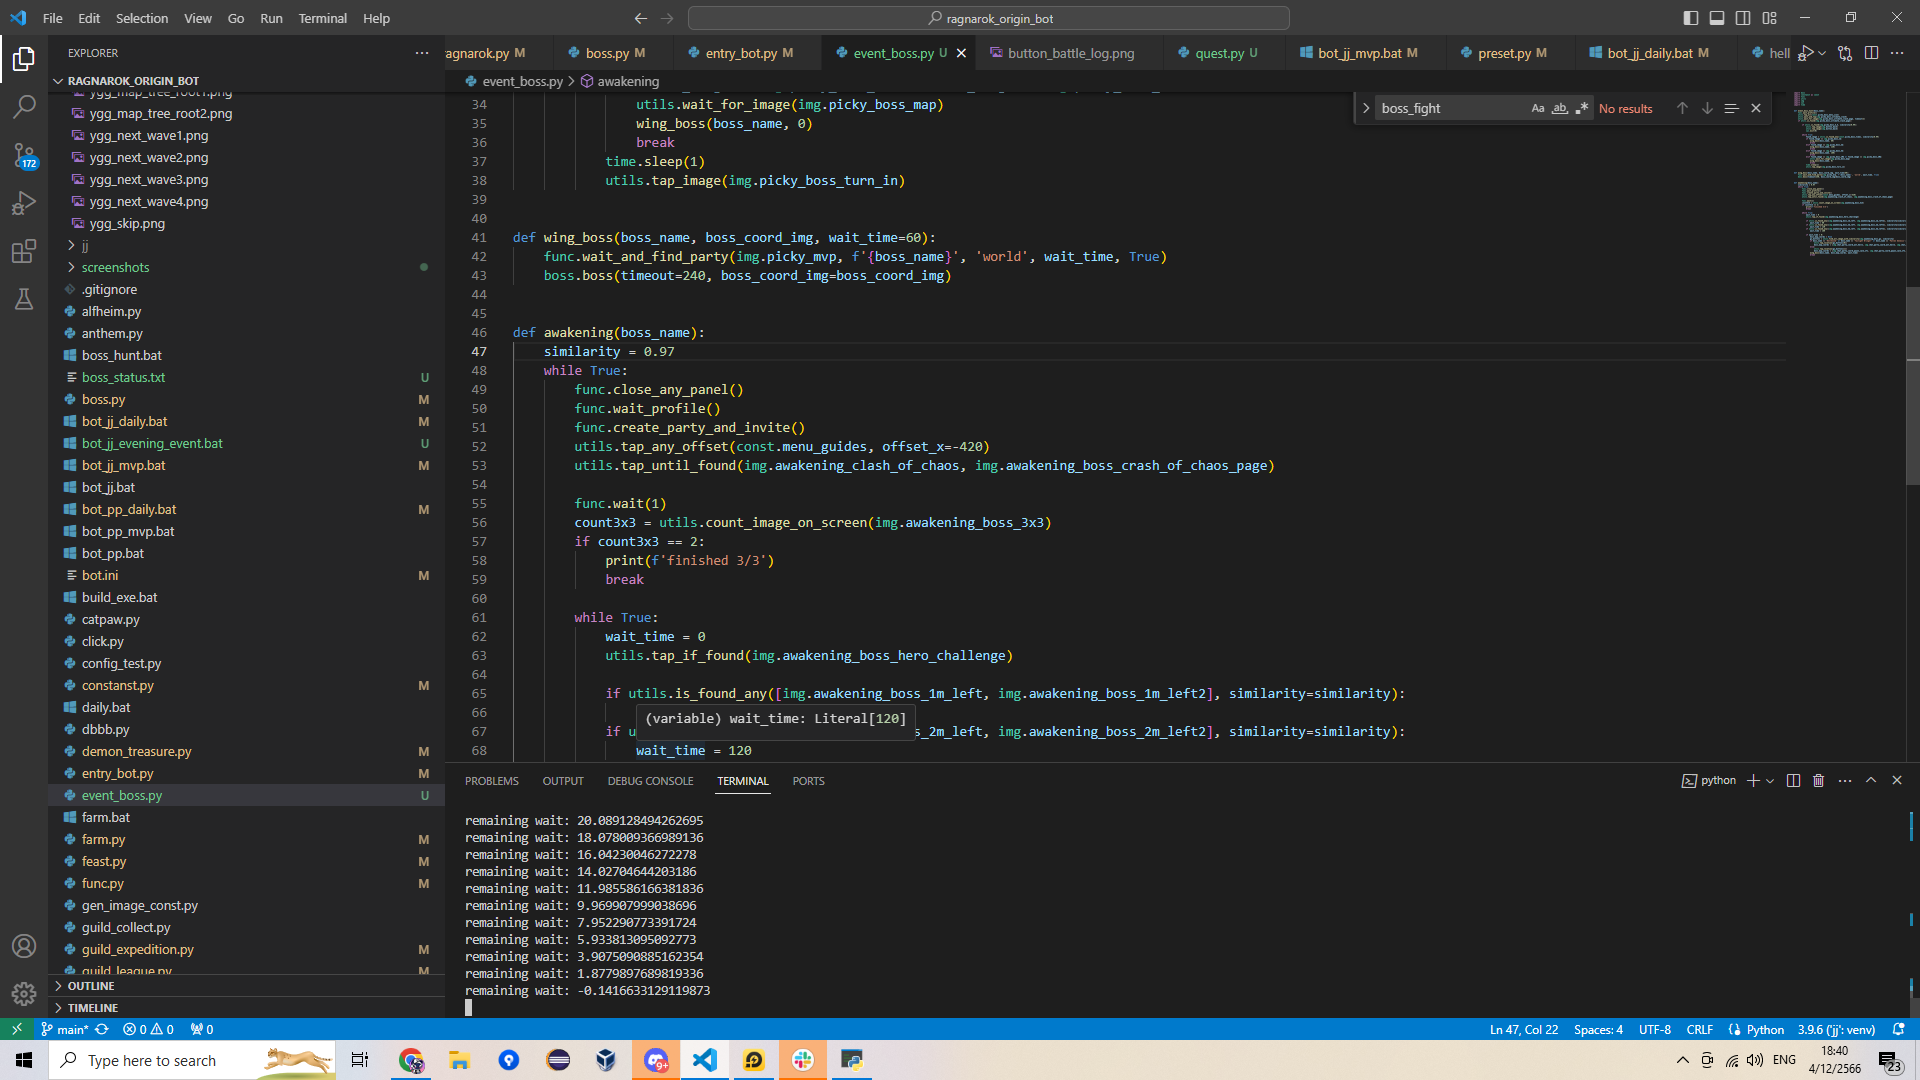 File Edit Selection View Go Run Terminal Help
ragnarok_origin_bot
EXPLORER
RAGNAROK_ORIGIN_BOT
ygg_map_tree_root1.png
ygg_map_tree_root2.png
ygg_next_wave1.png
ygg_next_wave2.png
ygg_next_wave3.png
ygg_next_wave4.png
ygg_skip.png
jj
screenshots
.gitignore
alfheim.py
anthem.py
boss_hunt.bat
boss_status.txt U
boss.py M
bot_jj_daily.bat M
bot_jj_evening_event.bat U
bot_jj_mvp.bat M
bot_jj.bat
bot_pp_daily.bat M
bot_pp_mvp.bat
bot_pp.bat
bot.ini M
build_exe.bat
catpaw.py
click.py
config_test.py
constanst.py M
daily.bat
dbbb.py
demon_treasure.py M
entry_bot.py M
event_boss.py U
farm.bat
farm.py M
feast.py M
func.py M
gen_image_const.py
guild_collect.py
guild_expedition.py M
guild_league.py M
OUTLINE
TIMELINE
172
agnarok.py M
boss.py M
entry_bot.py M
event_boss.py U
button_battle_log.png
quest.py U
bot_jj_mvp.bat M
preset.py M
bot_jj_daily.bat M
hell
event_boss.py > awakening
boss_fight Aa ab No results
34 utils.wait_for_image(img.picky_boss_map)
35 wing_boss(boss_name, 0)
36 break
37 time.sleep(1)
38 utils.tap_image(img.picky_boss_turn_in)
39
40
41 def wing_boss(boss_name, boss_coord_img, wait_time=60):
42 func.wait_and_find_party(img.picky_mvp, f'{boss_name}', 'world', wait_time, True)
43 boss.boss(timeout=240, boss_coord_img=boss_coord_img)
44
45
46 def awakening(boss_name):
47 similarity = 0.97
48 while True:
49 func.close_any_panel()
50 func.wait_profile()
51 func.create_party_and_invite()
52 utils.tap_any_offset(const.menu_guides, offset_x=-420)
53 utils.tap_until_found(img.awakening_clash_of_chaos, img.awakening_boss_crash_of_chaos_page)
54
55 func.wait(1)
56 count3x3 = utils.count_image_on_screen(img.awakening_boss_3x3)
57 if count3x3 == 2:
58 print(f'finished 3/3')
59 break
60
61 while True:
62 wait_time = 0
63 utils.tap_if_found(img.awakening_boss_hero_challenge)
64
65 if utils.is_found_any([img.awakening_boss_1m_left, img.awakening_boss_1m_left2], similarity=similarity):
66 (variable) wait_time: Literal[120]
67 if u s_2m_left, img.awakening_boss_2m_left2], similarity=similarity):
68 wait_time = 120
PROBLEMS OUTPUT DEBUG CONSOLE TERMINAL PORTS
python
remaining wait: 20.089128494262695
remaining wait: 18.078009366989136
remaining wait: 16.04230046272278
remaining wait: 14.02704644203186
remaining wait: 11.985586166381836
remaining wait: 9.969907999038696
remaining wait: 7.952290773391724
remaining wait: 5.933813095092773
remaining wait: 3.9075090885162354
remaining wait: 1.8779897689819336
remaining wait: -0.1416633129119873
main* 0 0 0
Ln 47, Col 22 Spaces: 4 UTF-8 CRLF Python 3.9.6 ('jj': venv)
Type here to search
9+
ENG
18:40
4/12/2566
23